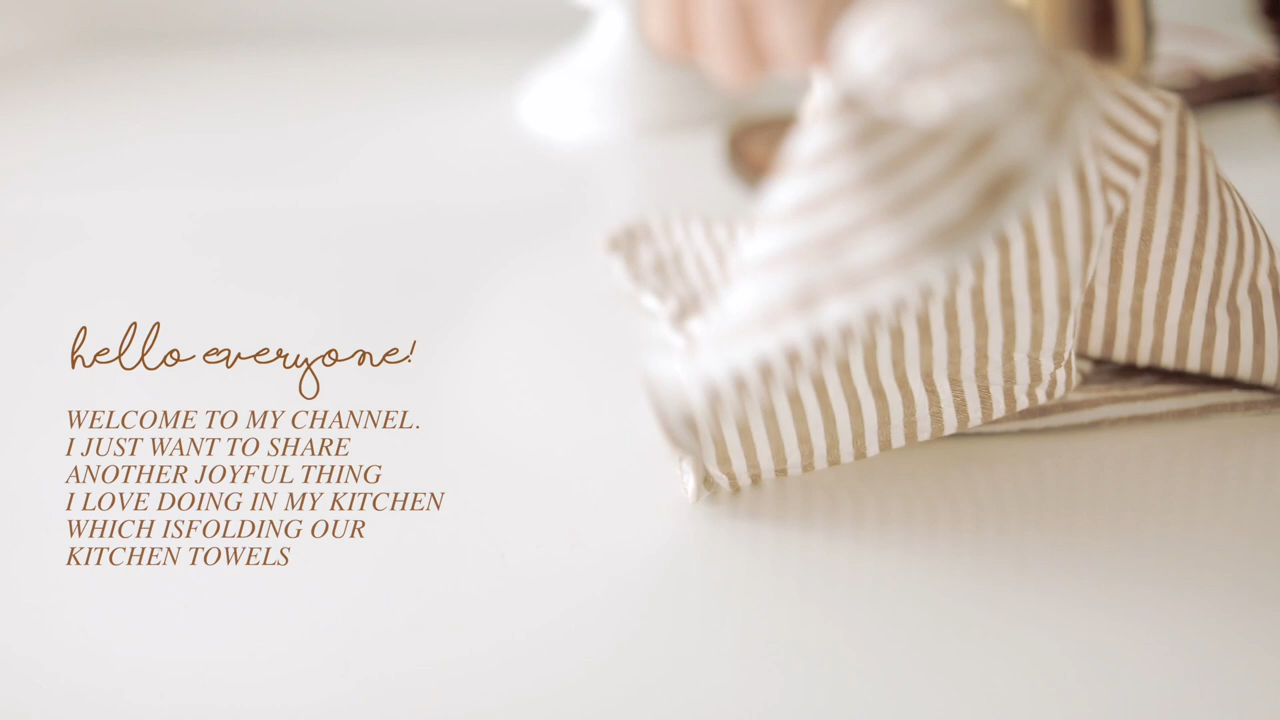 hello everyone!
WELCOME TO MY CHANNEL.
I JUST WANT TO SHARE
ANOTHER JOYFUL THING
I LOVE DOING IN MY KITCHEN
WHICH ISFOLDING OUR
KITCHEN TOWELS